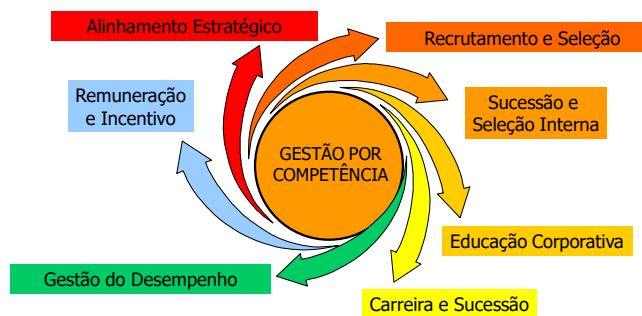 Alinhamento Estratégico
Recrutamento e Seleção
Remuneração
e Incentivo
Sucessão e
Seleção Interna
GESTÃO POR
COMPETÊNCIA
Educação Corporativa
Gestão do Desempenho
Carreira e Sucessão